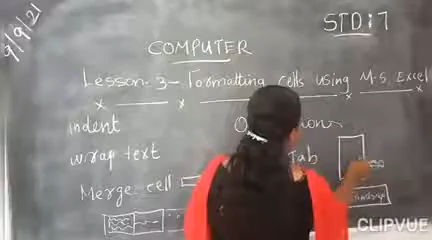 9/9/21
STD:7
COMPUTER
Lesson-3- Formatting cells using M.S. Excel
Indent
wrap text
Tab
Merge cell
CLIPVUE